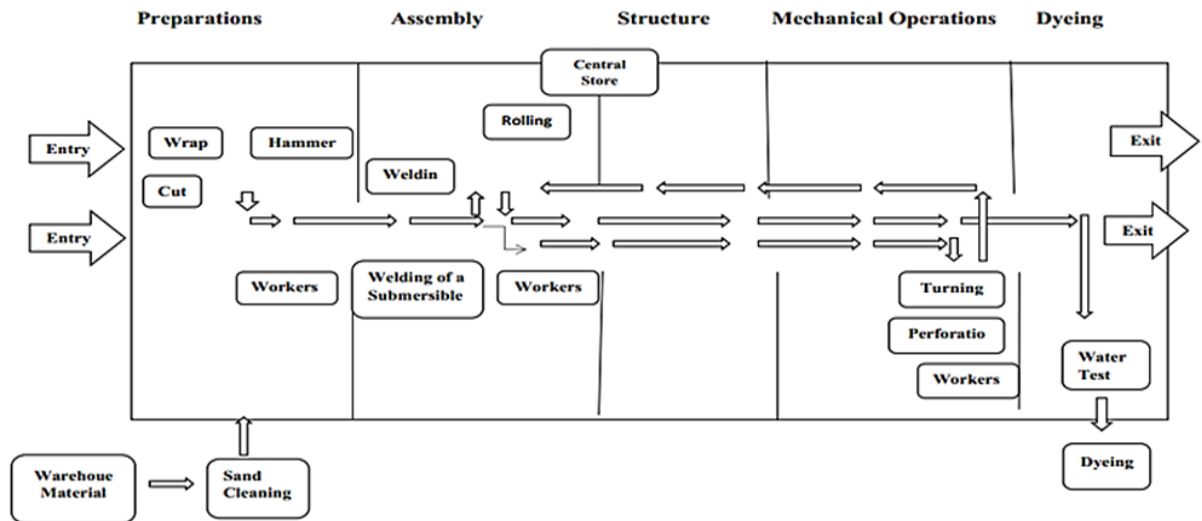 Preparations Assembly Structure Mechanical Operations Dyeing
Central
Store
Rolling
Entry
Wrap
Hammer
Exit
Weldin
Cut
Entry
Exit
Workers
Welding of a
Submersible
Workers
Turning
Perforatio
Workers
Water
Test
Warehoue
Material
Sand
Cleaning
Dyeing